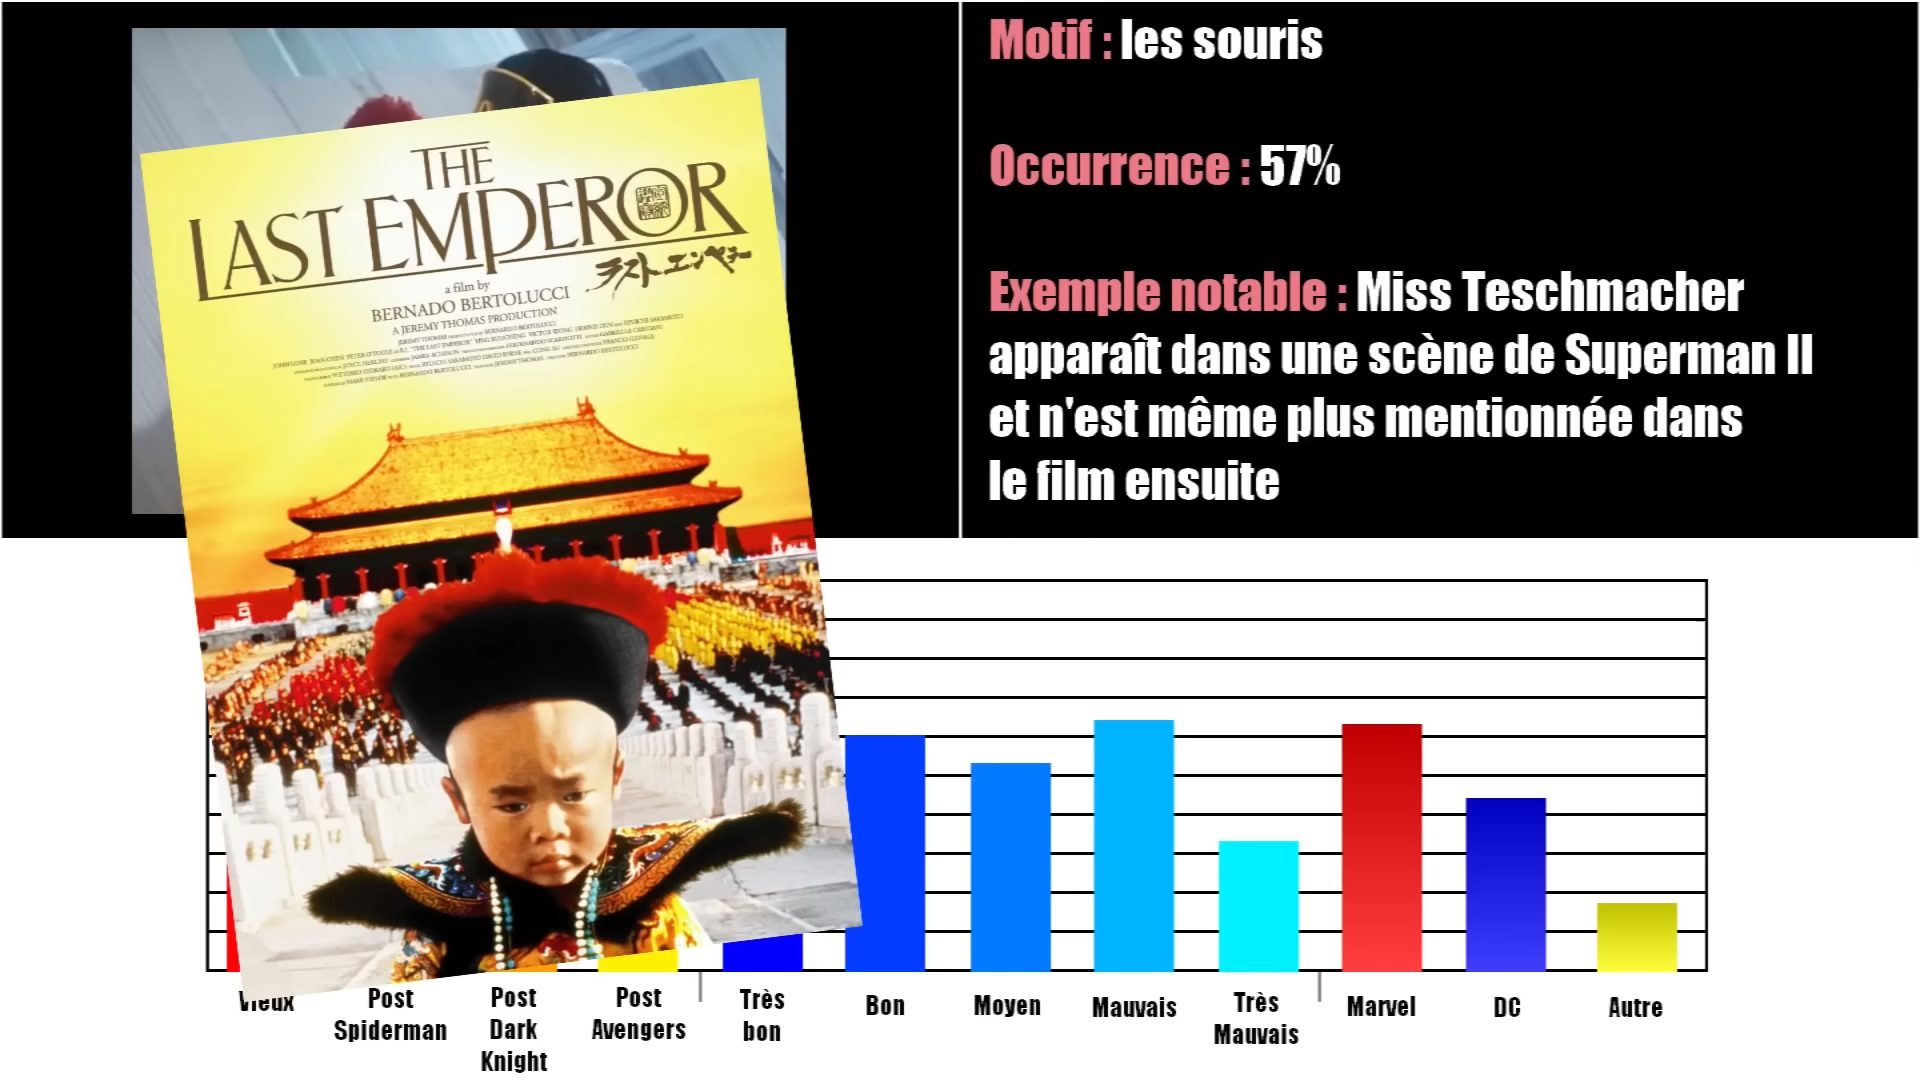 Motif : les souris
Occurrence : 57%
Exemple notable : Miss Teschmacher
apparaît dans une scène de Superman II
et n'est même plus mentionnée dans
le film ensuite
THE
LAST EMPEROR
ラスト エンペラー
a film by
BERNADO BERTOLUCCI
A JEREMY THOMAS PRODUCTION
Vieux
Post
Spiderman
Post
Dark
Knight
Post
Avengers
Très
bon
Bon
Moyen
Mauvais
Très
Mauvais
Marvel
DC
Autre